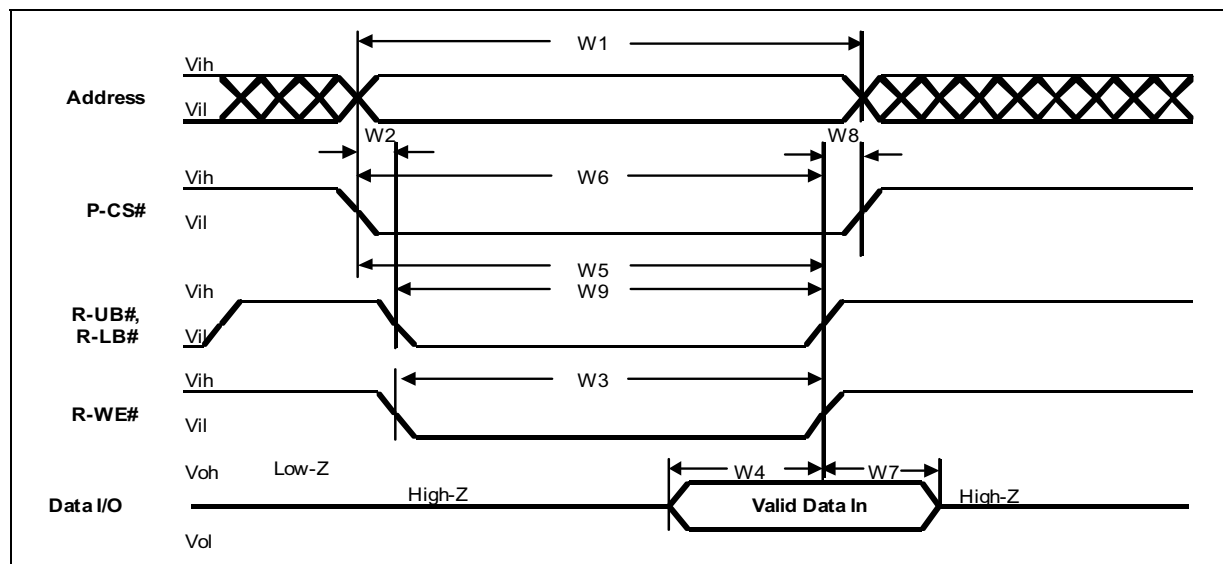 W1
Vih
Address
Vil
W2
W8
Vih
W6
P-CS#
Vil
W5
Vih
W9
R-UB#,
R-LB#
Vil
Vih
W3
R-WE#
Vil
Voh
Low-Z
W4
W7
Data I/O
High-Z
Valid Data In
High-Z
Vol